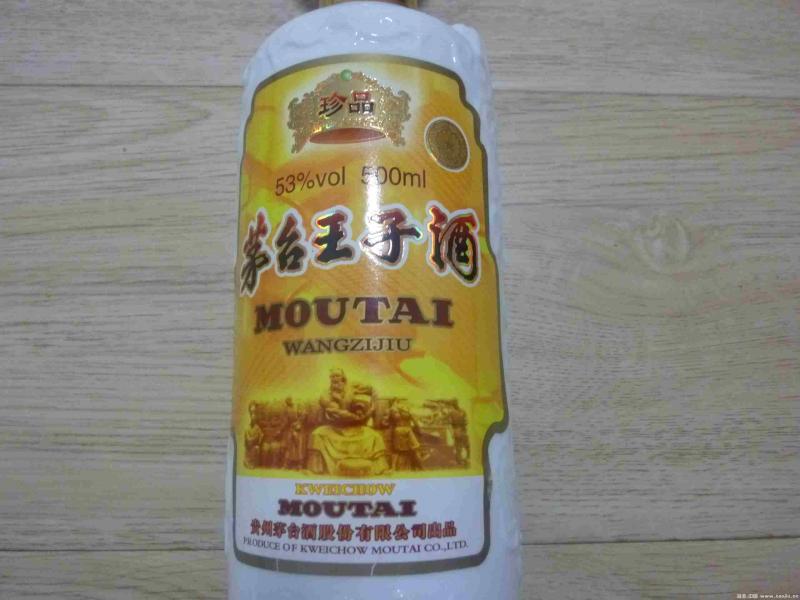 珍品
53%vol 500ml
茅台王子酒
MOUTAI
WANGZIJIU
KWEICHOW
MOUTAI
贵州茅台酒股份有限公司出品
PRODUCE OF KWEICHOW MOUTAI CO.,LTD.